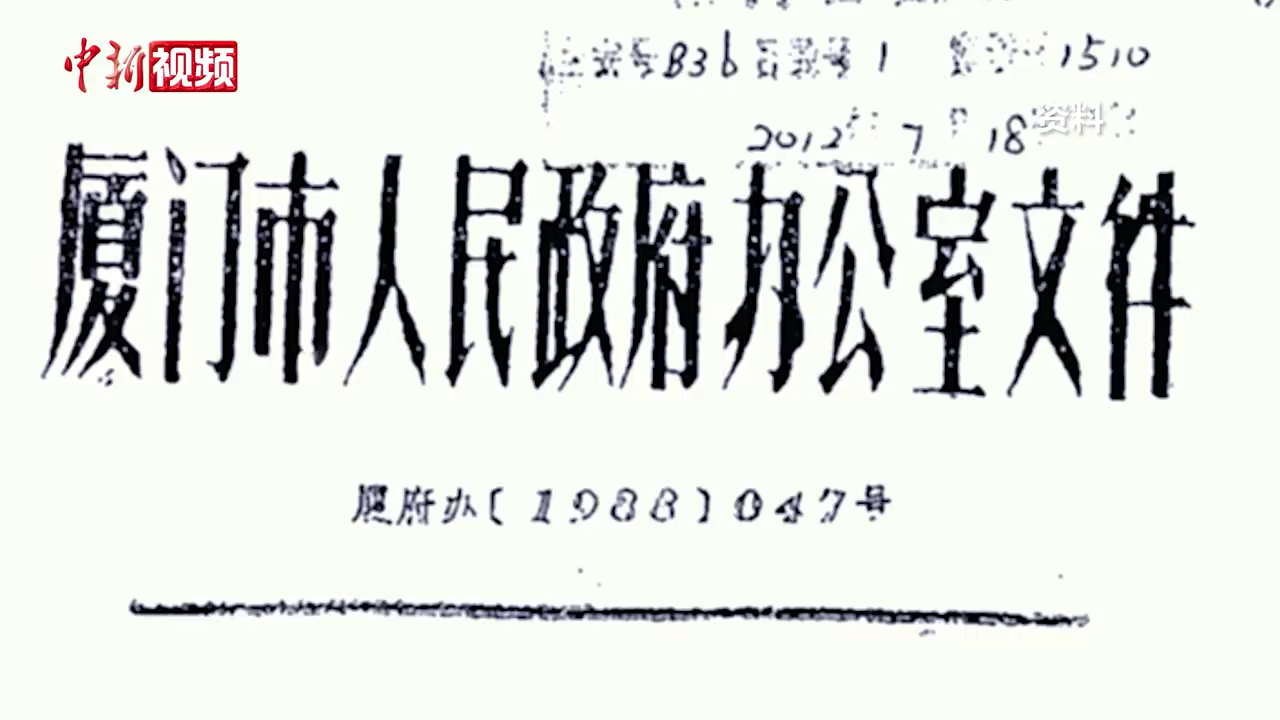 中新视频
B3b 1 1510
2012 7 18
资料
厦门市人民政府办公室文件
厦府办〔1988〕047号